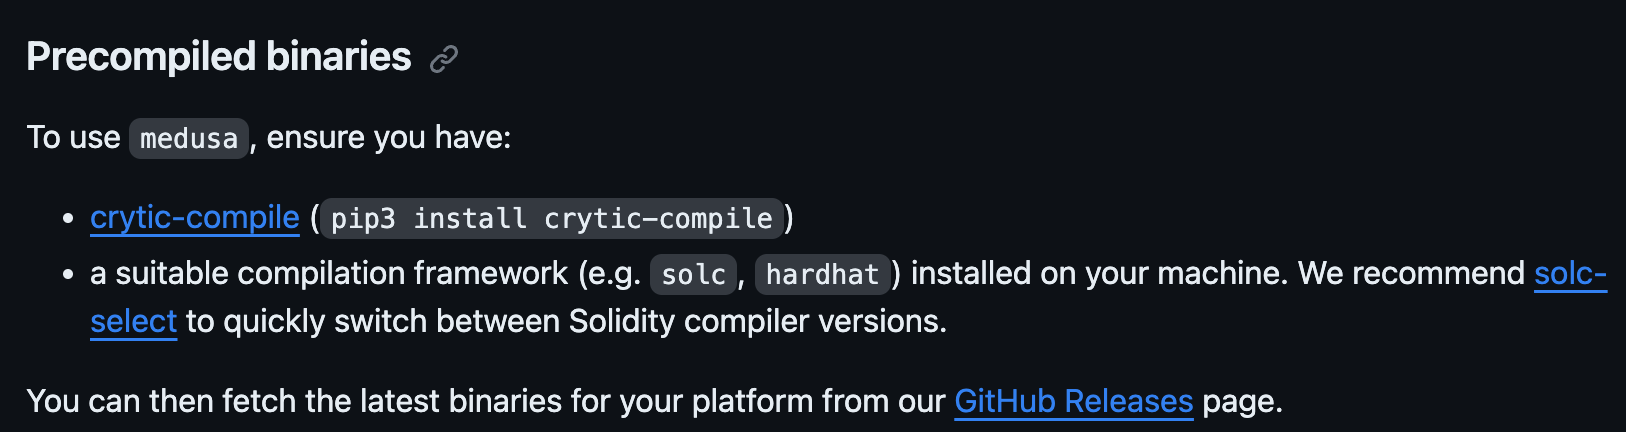 Precompiled binaries
To use medusa, ensure you have:
• crytic-compile (pip3 install crytic-compile)
• a suitable compilation framework (e.g. solc, hardhat) installed on your machine. We recommend solc-
select to quickly switch between Solidity compiler versions.
You can then fetch the latest binaries for your platform from our GitHub Releases page.